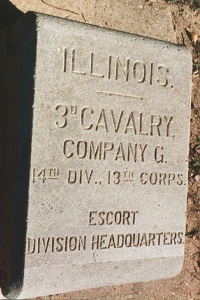 ILLINOIS.
3D CAVALRY,
COMPANY G.
14TH DIV., 13TH CORPS.
ESCORT
DIVISION HEADQUARTERS.